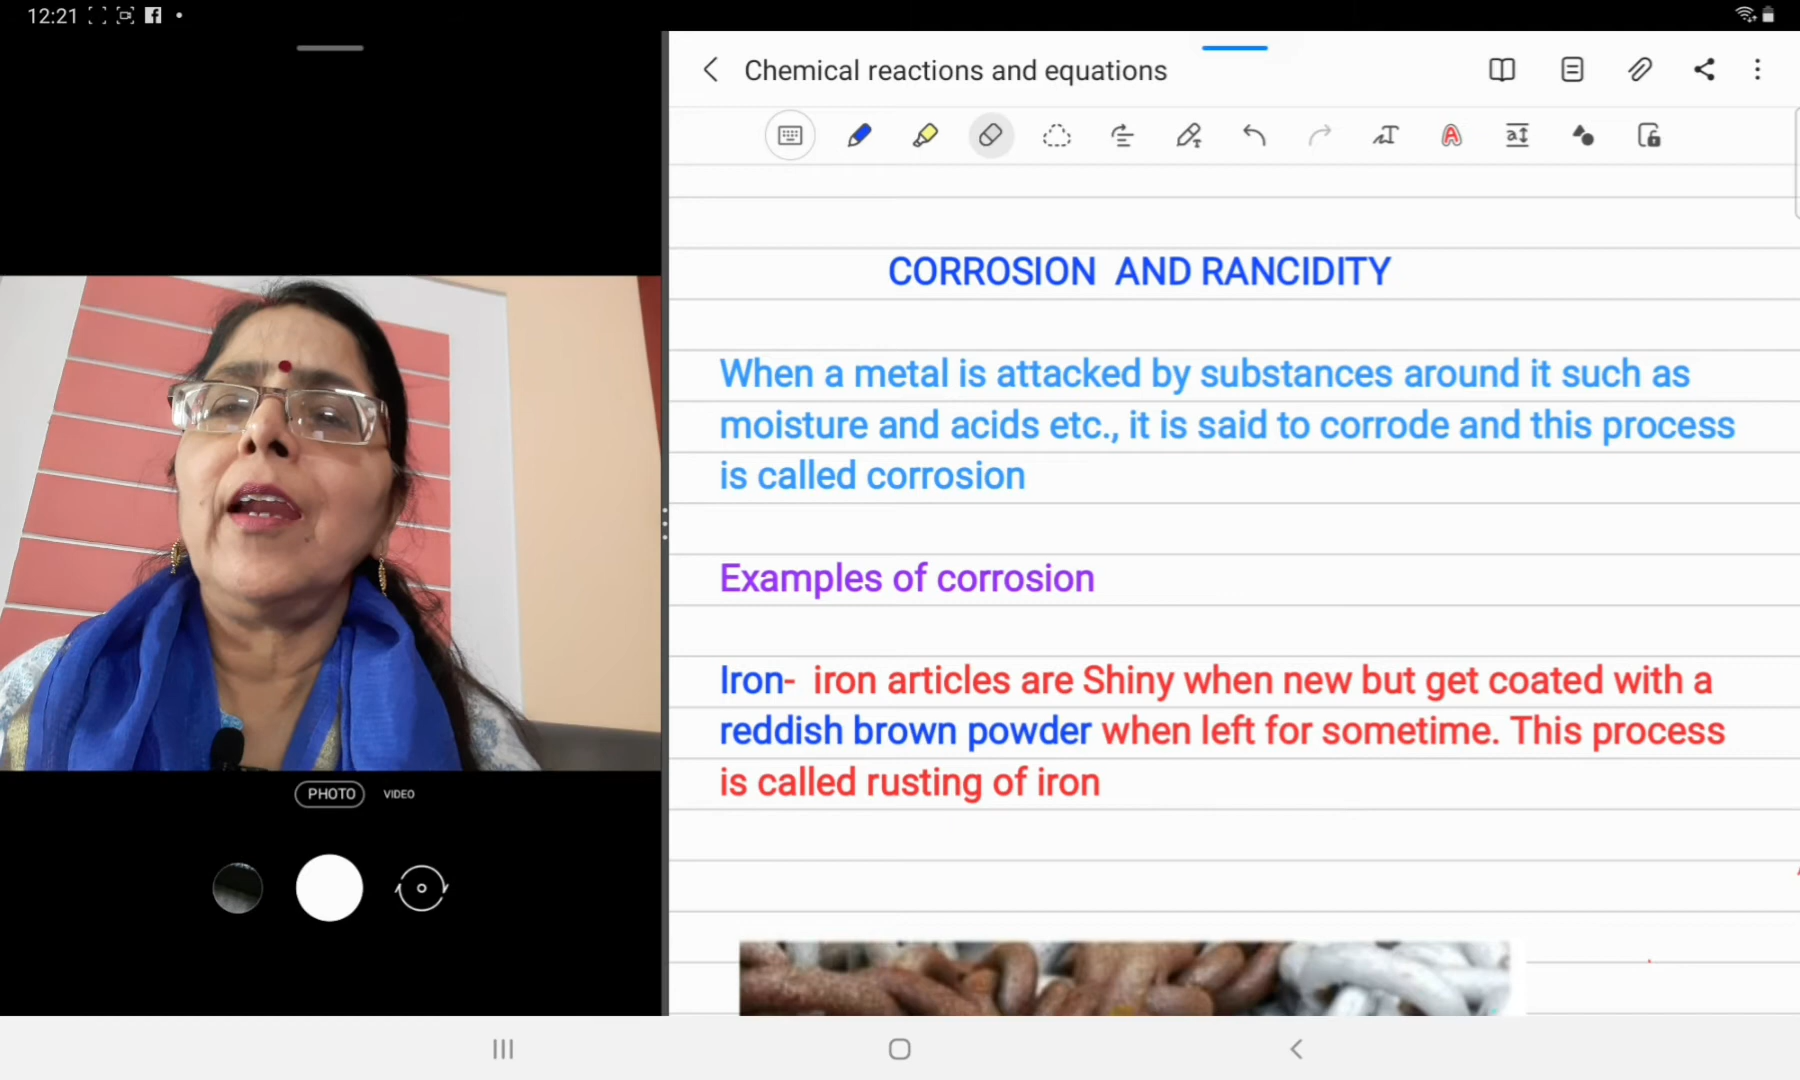 12:21
Chemical reactions and equations
CORROSION AND RANCIDITY
When a metal is attacked by substances around it such as
moisture and acids etc., it is said to corrode and this process
is called corrosion
Examples of corrosion
Iron- iron articles are Shiny when new but get coated with a
reddish brown powder when left for sometime. This process
is called rusting of iron
PHOTO VIDEO